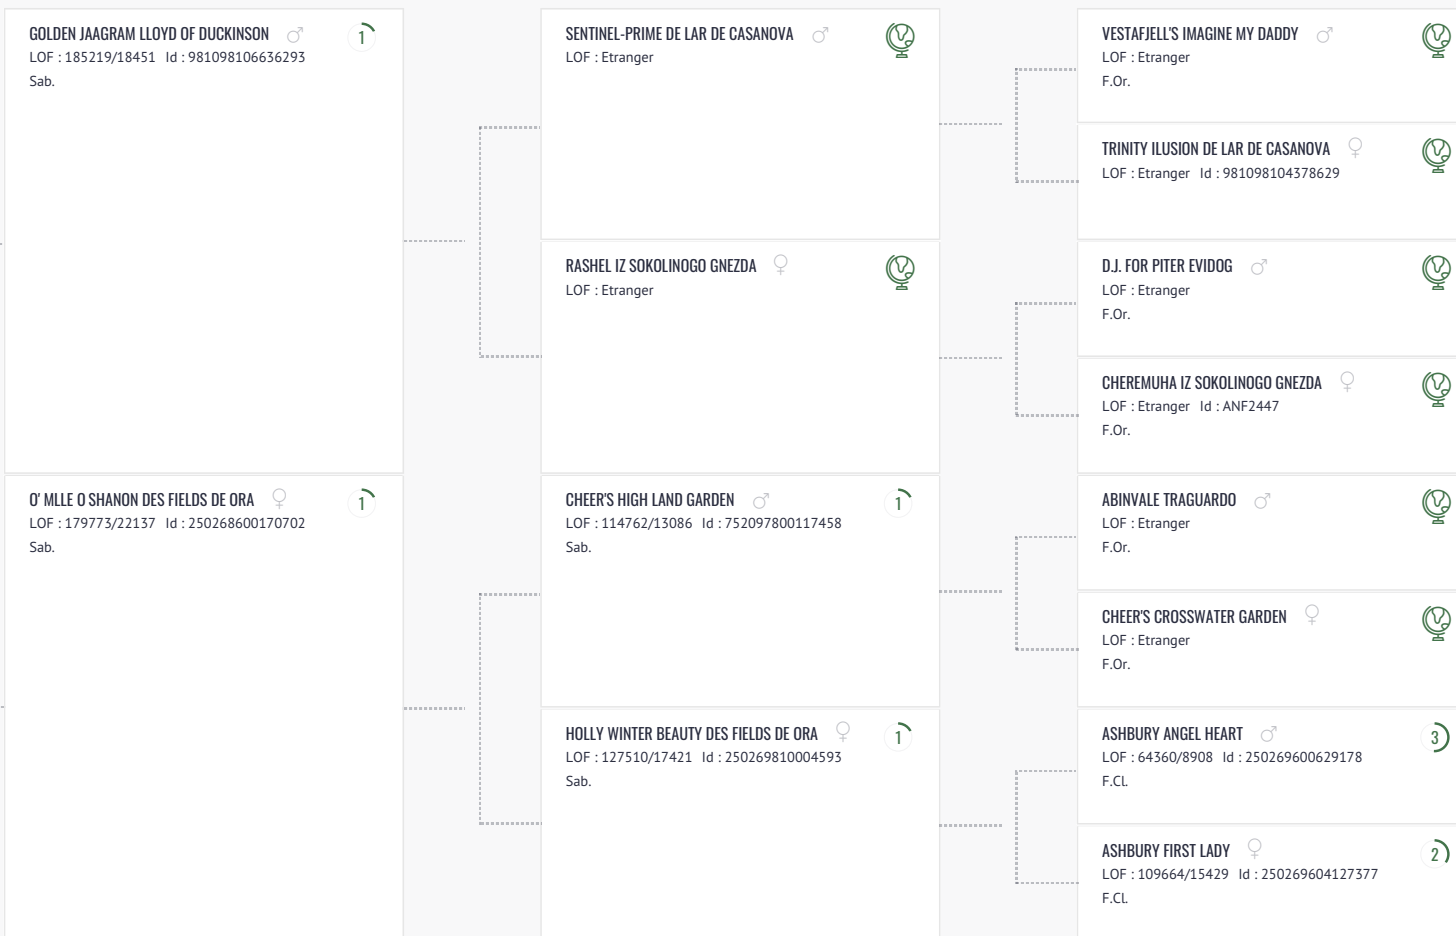 GOLDEN JAAGRAM LLOYD OF DUCKINSON
1
LOF : 185219/18451 Id : 981098106636293
Sab.
O' MLLE O SHANON DES FIELDS DE ORA
1
LOF : 179773/22137 Id : 250268600170702
Sab.
SENTINEL-PRIME DE LAR DE CASANOVA
LOF : Etranger
RASHEL IZ SOKOLINOGO GNEZDA
LOF : Etranger
CHEER'S HIGH LAND GARDEN
1
LOF : 114762/13086 Id : 752097800117458
Sab.
HOLLY WINTER BEAUTY DES FIELDS DE ORA
1
LOF : 127510/17421 Id : 250269810004593
Sab.
VESTAFJELL'S IMAGINE MY DADDY
LOF : Etranger
F.Or.
TRINITY ILUSION DE LAR DE CASANOVA
LOF : Etranger Id : 981098104378629
D.J. FOR PITER EVIDOG
LOF : Etranger
F.Or.
CHEREMUHA IZ SOKOLINOGO GNEZDA
LOF : Etranger Id : ANF2447
F.Or.
ABINVALE TRAGUARDO
LOF : Etranger
F.Or.
CHEER'S CROSSWATER GARDEN
LOF : Etranger
F.Or.
ASHBURY ANGEL HEART
3
LOF : 64360/8908 Id : 250269600629178
F.Cl.
ASHBURY FIRST LADY
2
LOF : 109664/15429 Id : 250269604127377
F.Cl.